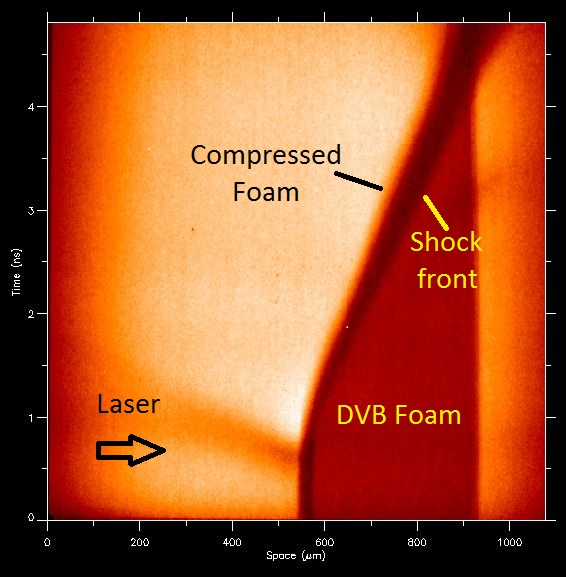 4
3
2
1
0
Time (ns)
Compressed
Foam
Shock
front
Laser
DVB Foam
0
200
400
600
800
1000
Space (μm)